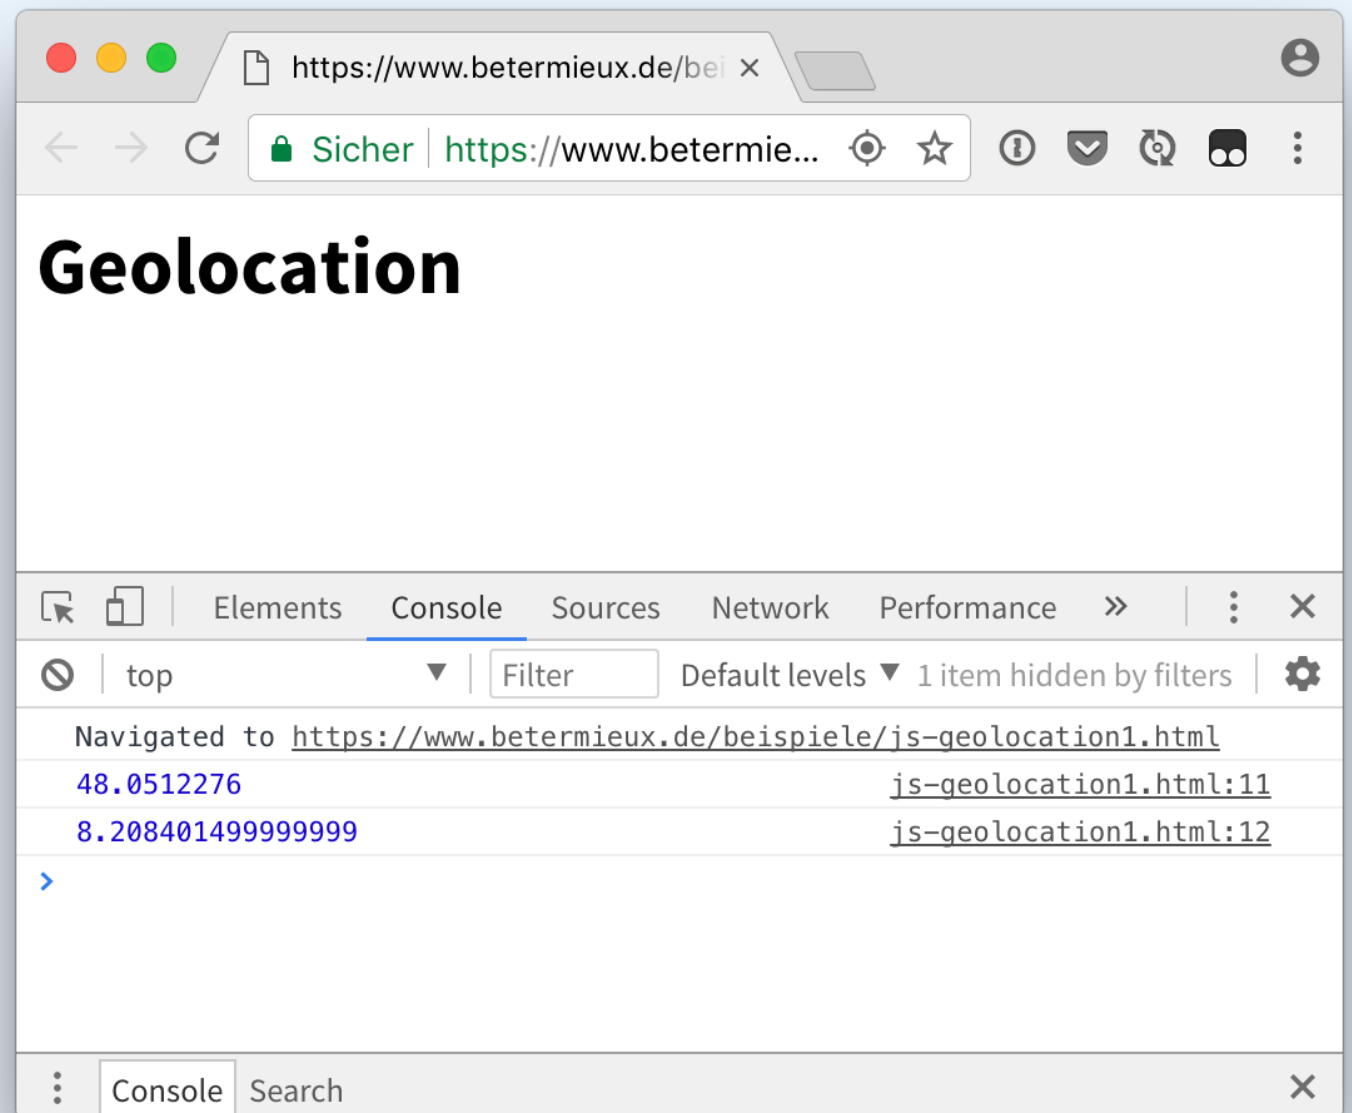 https://www.betermieux.de/bei
Sicher https://www.betermie...
Geolocation
Elements Console Sources Network Performance »
top Filter Default levels 1 item hidden by filters
Navigated to https://www.betermieux.de/beispiele/js-geolocation1.html
48.0512276 js-geolocation1.html:11
8.208401499999999 js-geolocation1.html:12
Console Search